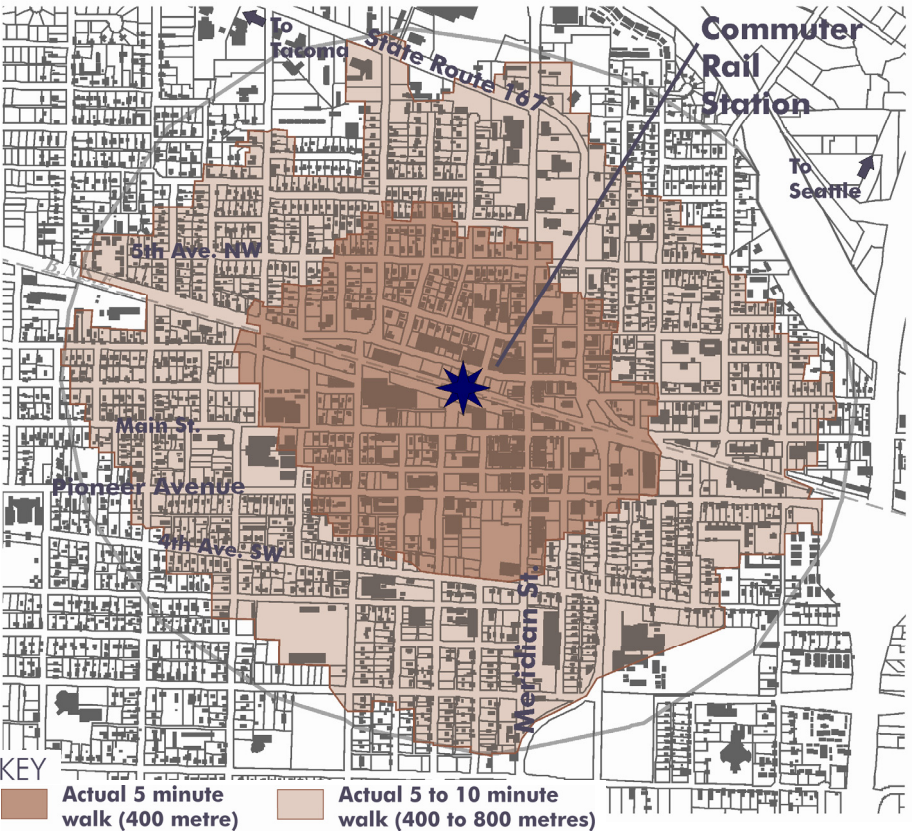 To
Tacoma
State Route 167
Commuter
Rail
Station
To
Seattle
5th Ave. NW
Main St.
Pioneer Avenue
4th Ave. SW
Meridian St.
KEY
Actual 5 minute
walk (400 metre)
Actual 5 to 10 minute
walk (400 to 800 metres)